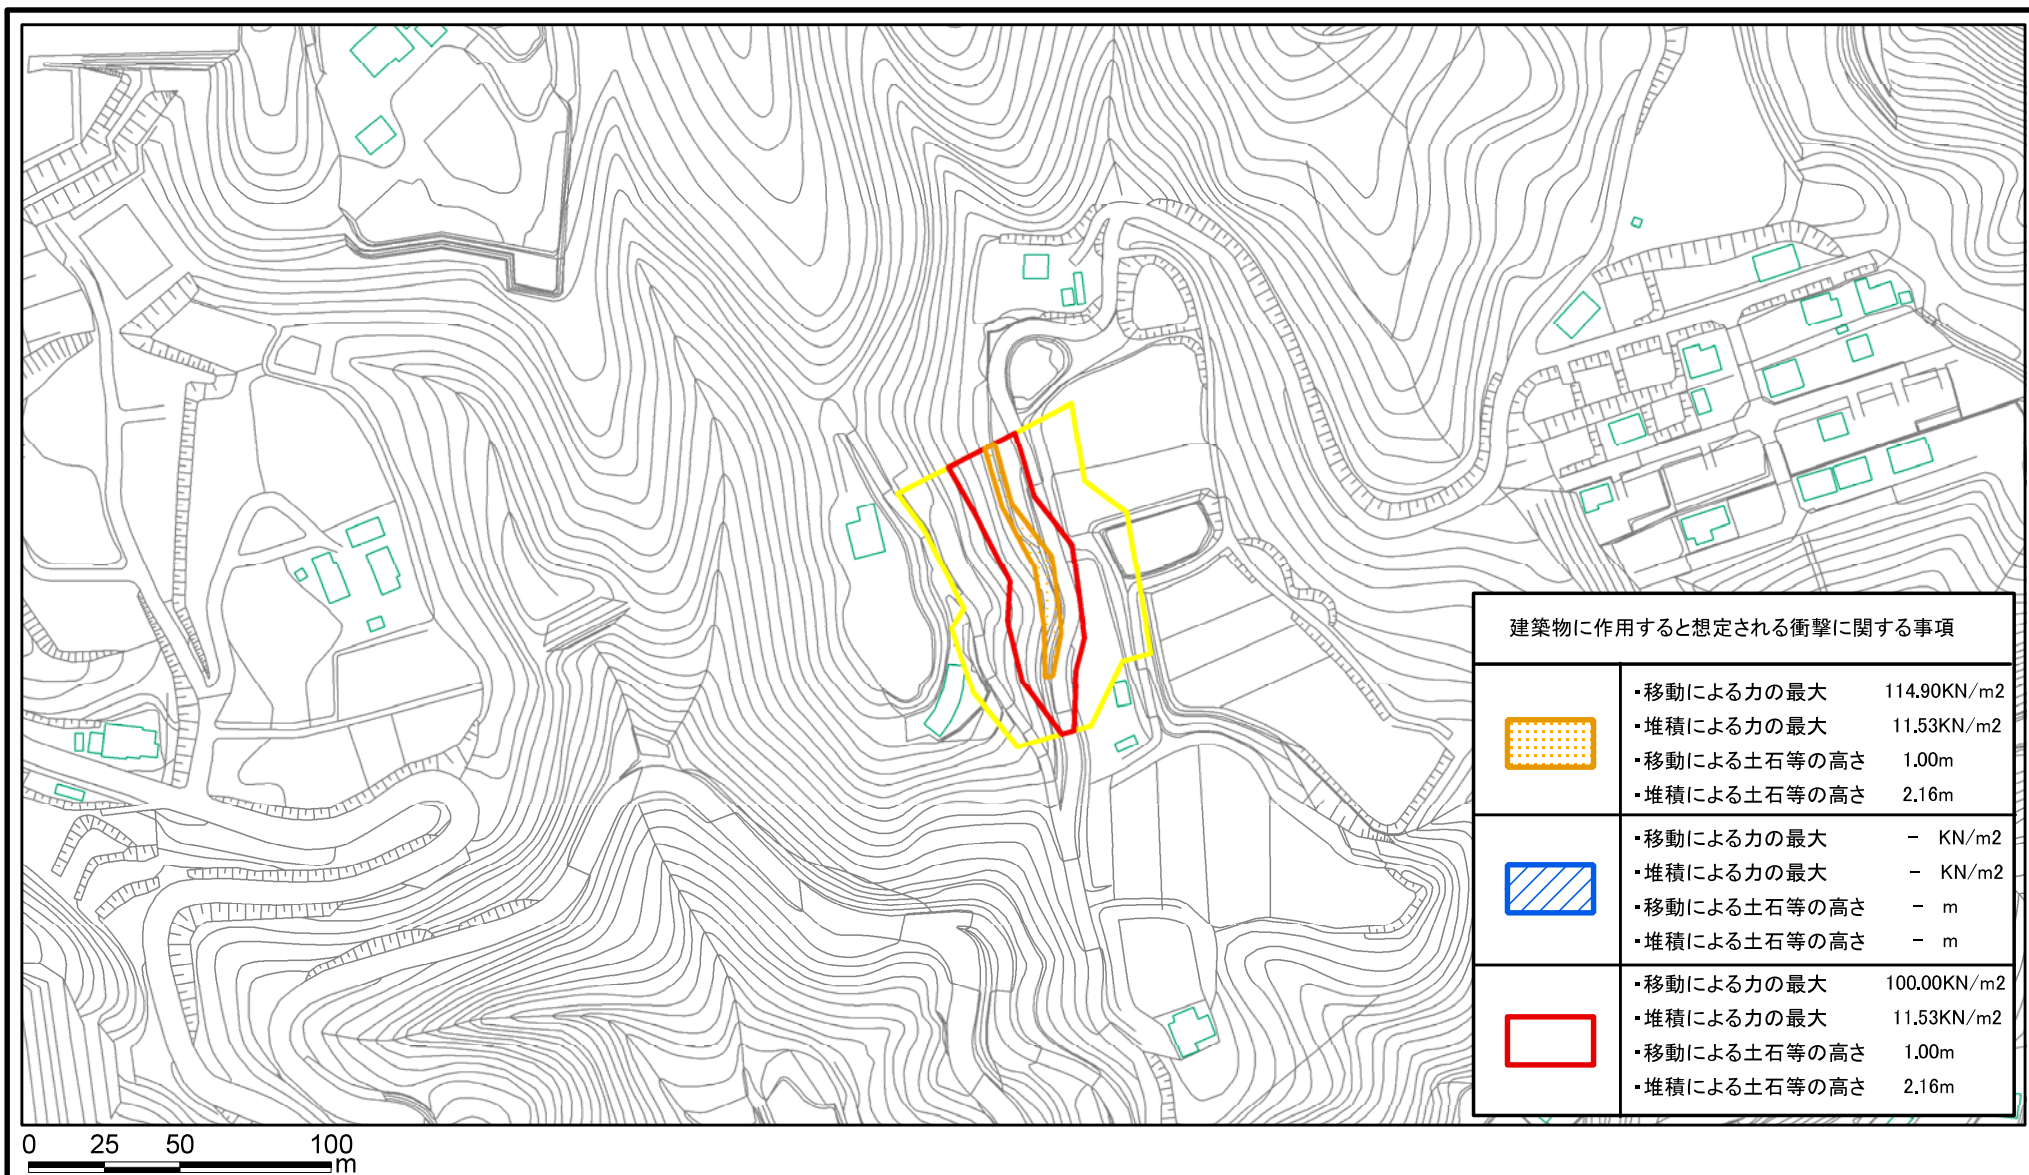 建築物に作用すると想定される衝撃に関する事項
・移動による力の最大 114.90KN/m2
・堆積による力の最大 11.53KN/m2
・移動による土石等の高さ 1.00m
・堆積による土石等の高さ 2.16m
・移動による力の最大 － KN/m2
・堆積による力の最大 － KN/m2
・移動による土石等の高さ － m
・堆積による土石等の高さ － m
・移動による力の最大 100.00KN/m2
・堆積による力の最大 11.53KN/m2
・移動による土石等の高さ 1.00m
・堆積による土石等の高さ 2.16m
0 25 50 100
m